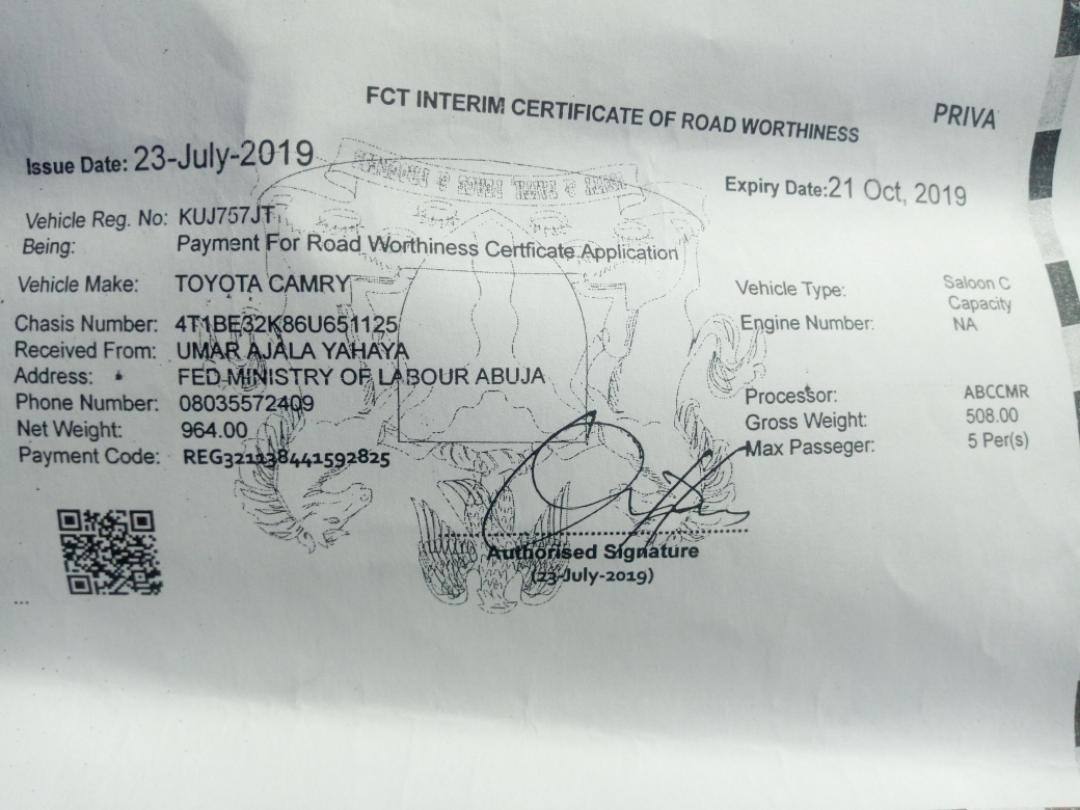 FCT INTERIM CERTIFICATE OF ROAD WORTHINESS
PRIVA
Issue Date: 23-July-2019
Expiry Date:21 Oct, 2019
Vehicle Reg. No: KUJ757JT
Being: Payment For Road Worthiness Certficate Application
Vehicle Make: TOYOTA CAMRY
Vehicle Type: Saloon C
Capacity
Chasis Number: 4T1BE32K86U651125
Engine Number: NA
Received From: UMAR AJALA YAHAYA
Address: FED MINISTRY OF LABOUR ABUJA
Processor: ABCCMR
Phone Number: 08035572409
Gross Weight: 508.00
Net Weight: 964.00
Max Passeger: 5 Per(s)
Payment Code: REG321138441592825
Authorised Signature
(23-July-2019)
...